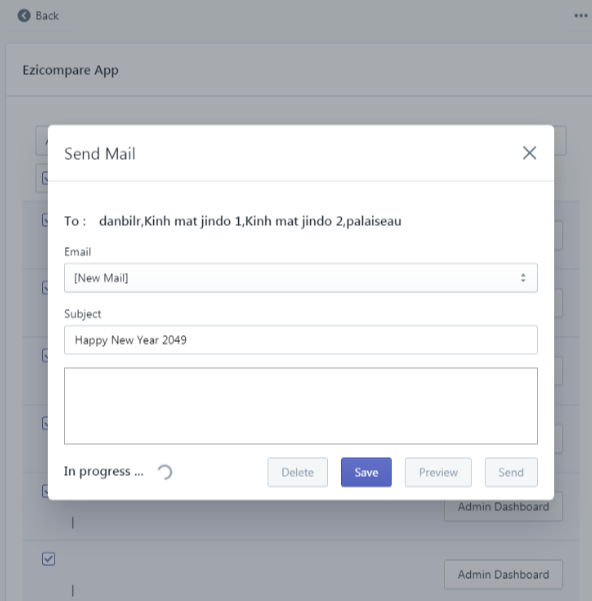 Back
Ezicompare App
Send Mail
To : danbilr,Kinh mat jindo 1,Kinh mat jindo 2,palaiseau
Email
[New Mail]
Subject
Happy New Year 2049
In progress ...
Delete
Save
Preview
Send
Admin Dashboard
|
Admin Dashboard
|